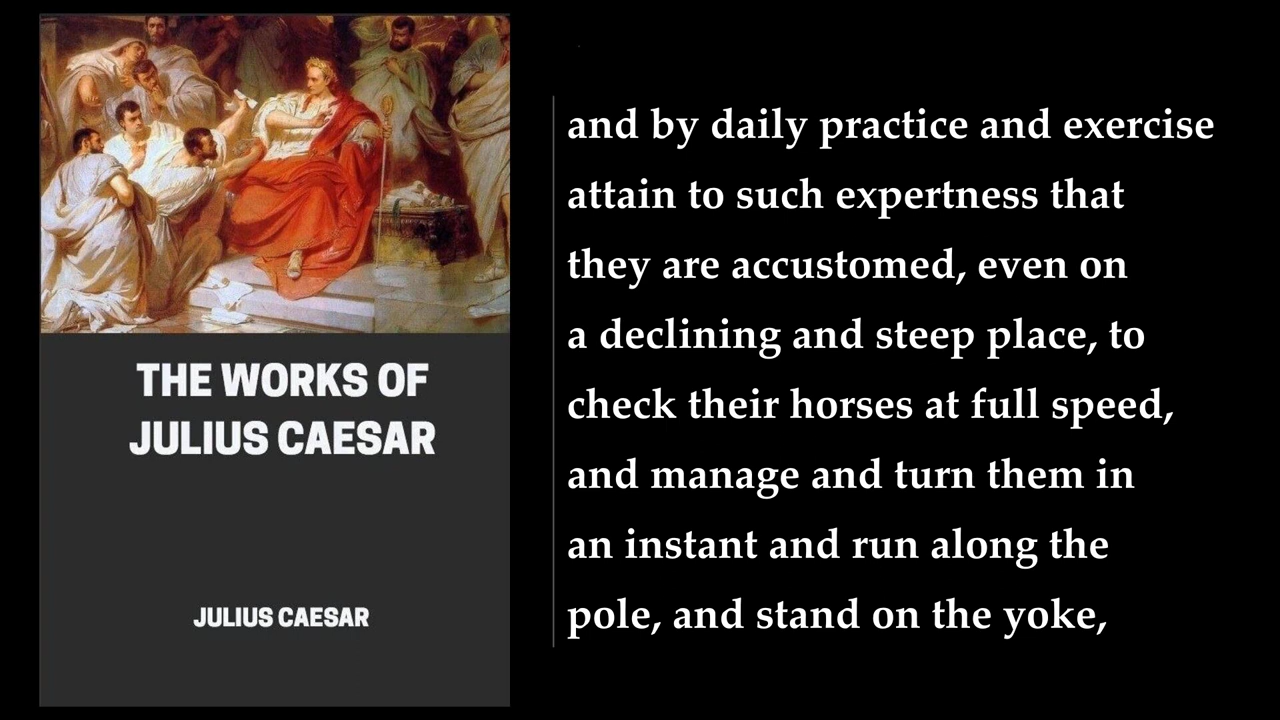 THE WORKS OF
JULIUS CAESAR
JULIUS CAESAR
and by daily practice and exercise
attain to such expertness that
they are accustomed, even on
a declining and steep place, to
check their horses at full speed,
and manage and turn them in
an instant and run along the
pole, and stand on the yoke,